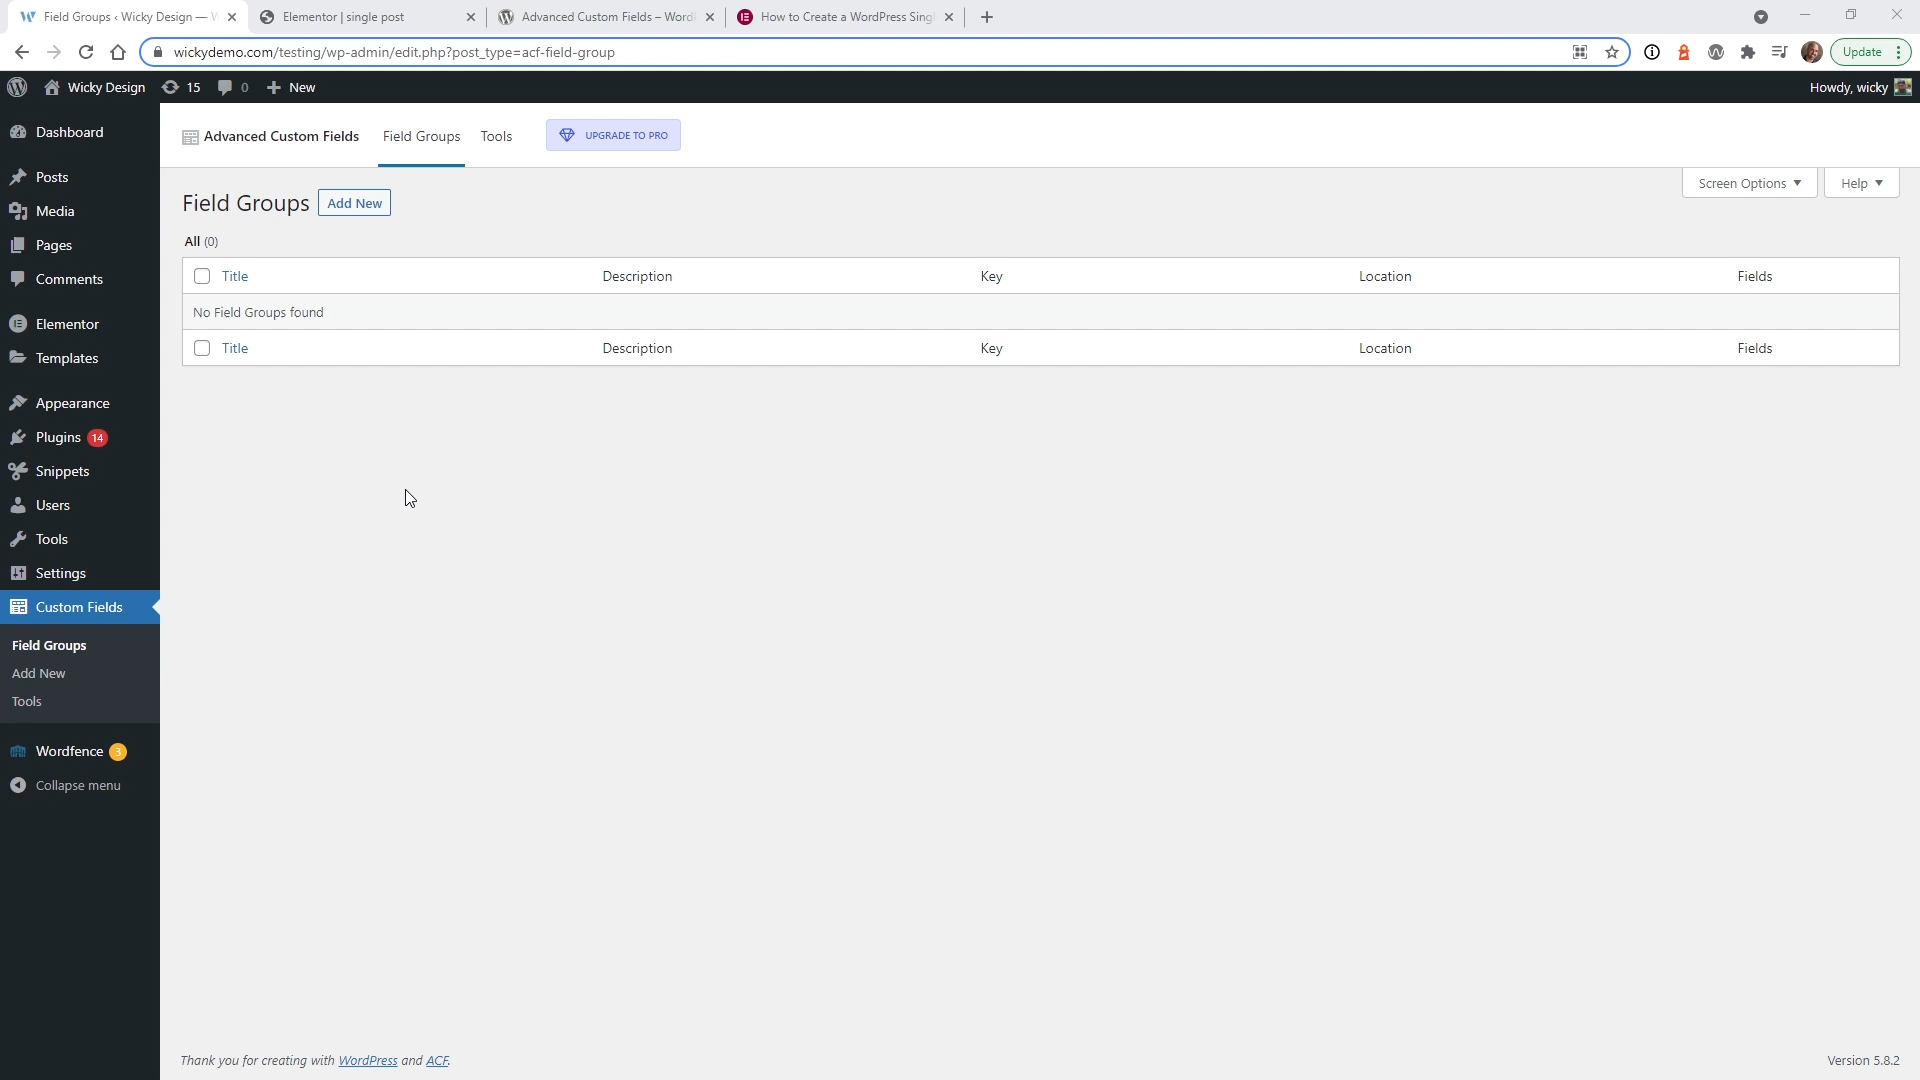 Field Groups ‹ Wicky Design —
Elementor | single post
Advanced Custom Fields – Word
How to Create a WordPress Sing
wickydemo.com/testing/wp-admin/edit.php?post_type=acf-field-group
Update
Wicky Design
15
0
New
Howdy, wicky
Dashboard
Posts
Media
Pages
Comments
Elementor
Templates
Appearance
Plugins 14
Snippets
Users
Tools
Settings
Custom Fields
Field Groups
Add New
Tools
Wordfence 3
Collapse menu
Advanced Custom Fields
Field Groups
Tools
UPGRADE TO PRO
Screen Options
Help
Field Groups
Add New
All (0)
Title Description Key Location Fields
No Field Groups found
Title Description Key Location Fields
Thank you for creating with WordPress and ACF.
Version 5.8.2